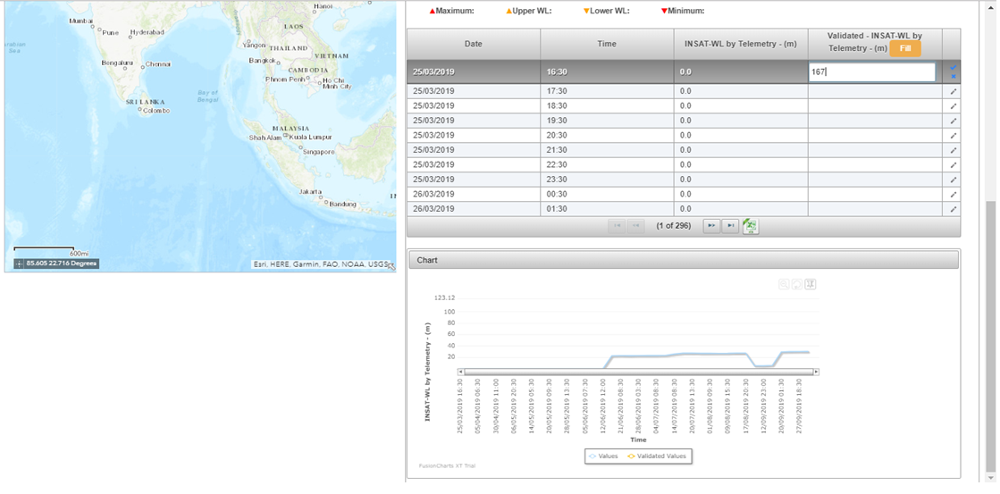 Mumbai
Pune
Hyderabad
Bengaluru
Chennai
Bay of
Bengal
SRI LANKA
Colombo
Hanoi
LAOS
Yangon
THAILAND
VIETNAM
Bangkok
CAMBODIA
Phnom Penh
Ho Chi
Minh City
MALAYSIA
Shah Alam
Kuala Lumpur
Singapore
Jakarta
Bandung
Sea
600mi
85.605 22.716 Degrees
Esri, HERE, Garmin, FAO, NOAA, USGS
Maximum: Upper WL: Lower WL: Minimum:
Date Time INSAT-WL by Telemetry - (m) Validated - INSAT-WL by
Telemetry - (m) Fill
25/03/2019 16:30 0.0 167
25/03/2019 17:30 0.0
25/03/2019 18:30 0.0
25/03/2019 19:30 0.0
25/03/2019 20:30 0.0
25/03/2019 21:30 0.0
25/03/2019 22:30 0.0
25/03/2019 23:30 0.0
26/03/2019 00:30 0.0
26/03/2019 01:30 0.0
(1 of 296)
Chart
INSAT-WL by Telemetry - (m)
123.12
100
80
60
40
20
25/03/2019 16:30
05/04/2019 06:30
30/04/2019 11:00
06/05/2019 20:30
14/05/2019 05:30
20/05/2019 09:30
28/05/2019 13:30
05/06/2019 07:30
12/06/2019 12:00
21/06/2019 08:30
28/06/2019 03:30
04/07/2019 08:30
14/07/2019 08:30
20/07/2019 13:30
01/08/2019 09:30
09/08/2019 15:30
17/08/2019 20:30
12/09/2019 23:00
20/09/2019 01:30
27/09/2019 18:30
Time
Values Validated Values
FusionCharts XT Trial